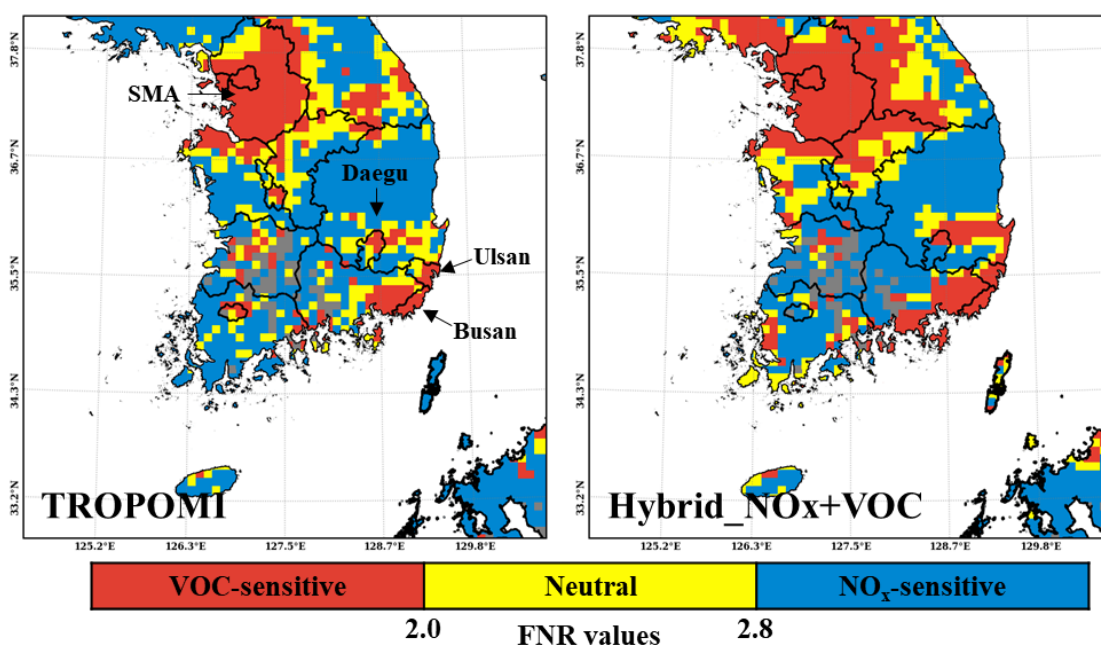 37.8°N
36.7°N
35.5°N
34.3°N
33.2°N
SMA
Daegu
Ulsan
Busan
TROPOMI
125.2°E 126.3°E 127.5°E 128.7°E 129.8°E
37.8°N
36.7°N
35.5°N
34.3°N
33.2°N
Hybrid_NOx+VOC
125.2°E 126.3°E 127.5°E 128.7°E 129.8°E
VOC-sensitive Neutral NOₓ-sensitive
2.0 FNR values 2.8